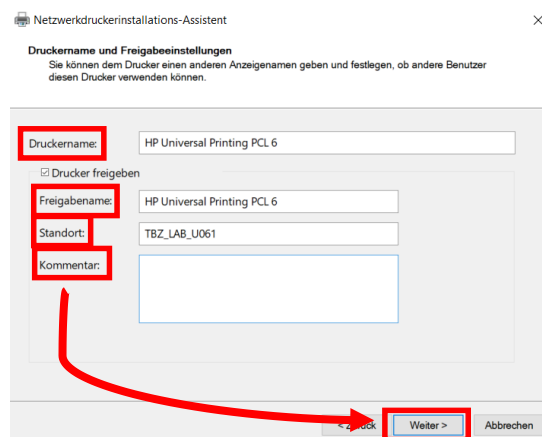 Netzwerkdruckerinstallations-Assistent
Druckername und Freigabeeinstellungen
Sie können dem Drucker einen anderen Anzeigenamen geben und festlegen, ob andere Benutzer
diesen Drucker verwenden können.
Druckername: HP Universal Printing PCL 6
Drucker freigeben
Freigabename: HP Universal Printing PCL 6
Standort: TBZ_LAB_U061
Kommentar:
Weiter > Abbrechen